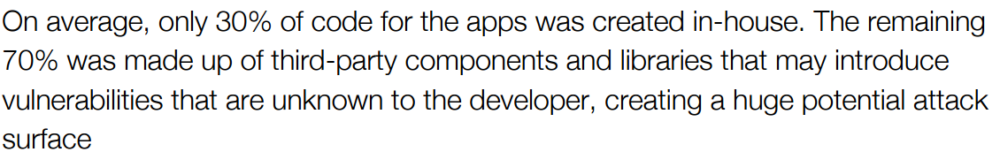 On average, only 30% of code for the apps was created in-house. The remaining
70% was made up of third-party components and libraries that may introduce
vulnerabilities that are unknown to the developer, creating a huge potential attack
surface